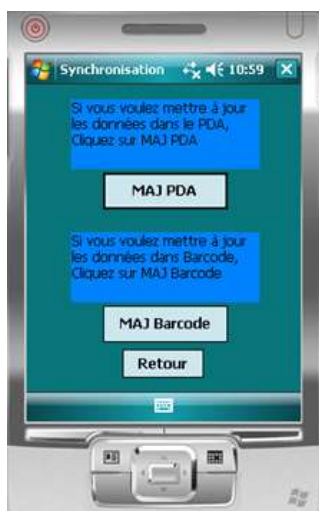 Synchronisation 10:59
Si vous voulez mettre à jour
les données dans le PDA,
Cliquez sur MAJ PDA
MAJ PDA
Si vous voulez mettre à jour
les données dans Barcode,
Cliquez sur MAJ Barcode
MAJ Barcode
Retour